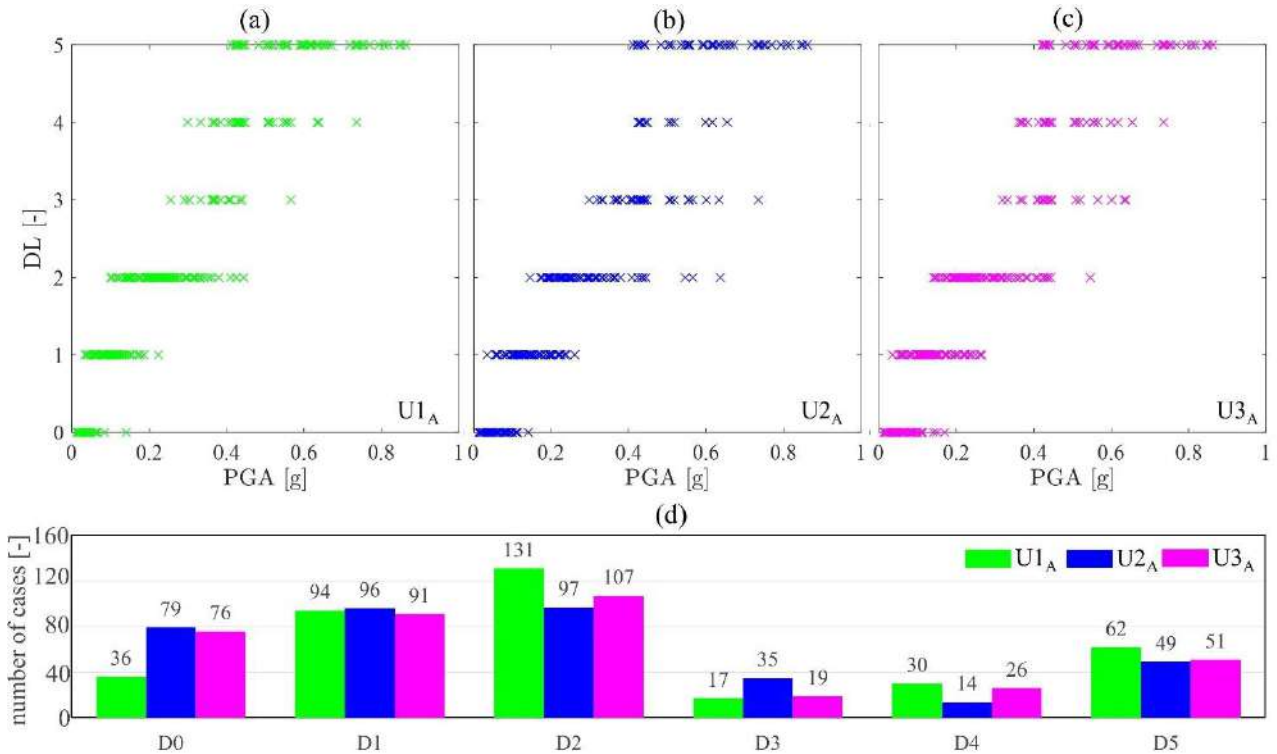 (a) (b) (c)
DL [-]
5
4
3
2
1
0
U1A U2A U3A
0 0.2 0.4 0.6 0.8 1
0 0.2 0.4 0.6 0.8 1
0 0.2 0.4 0.6 0.8 1
PGA [g] PGA [g] PGA [g]
(d)
number of cases [-]
160
120
80
40
0
U1A U2A U3A
36 79 76
94 96 91
131 97 107
17 35 19
30 14 26
62 49 51
D0 D1 D2 D3 D4 D5